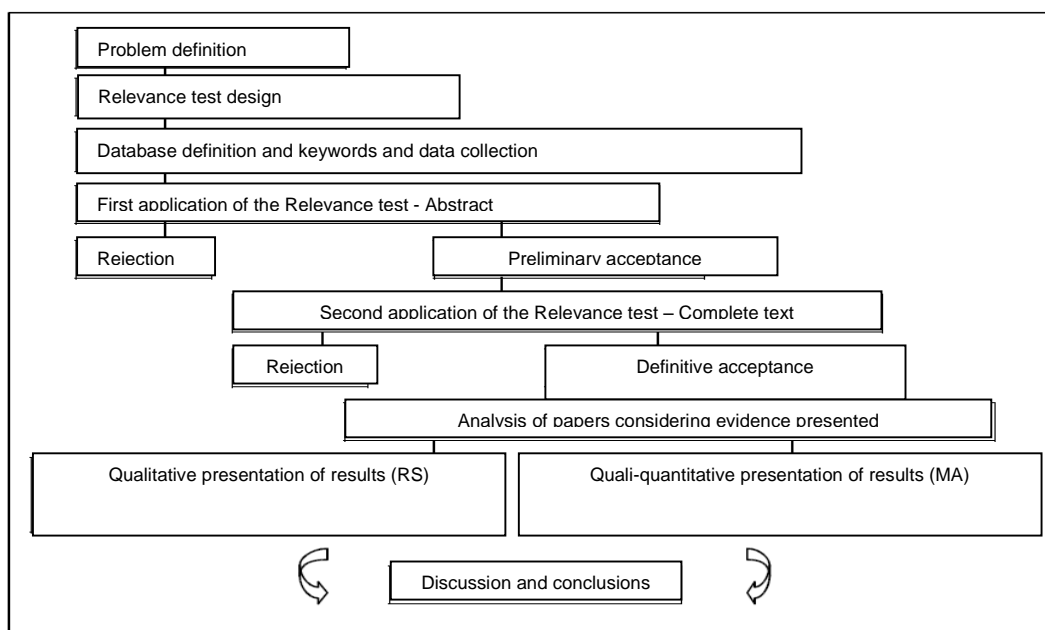 Problem definition
Relevance test design
Database definition and keywords and data collection
First application of the Relevance test - Abstract
Rejection
Preliminary acceptance
Second application of the Relevance test – Complete text
Rejection
Definitive acceptance
Analysis of papers considering evidence presented
Qualitative presentation of results (RS)
Quali-quantitative presentation of results (MA)
Discussion and conclusions